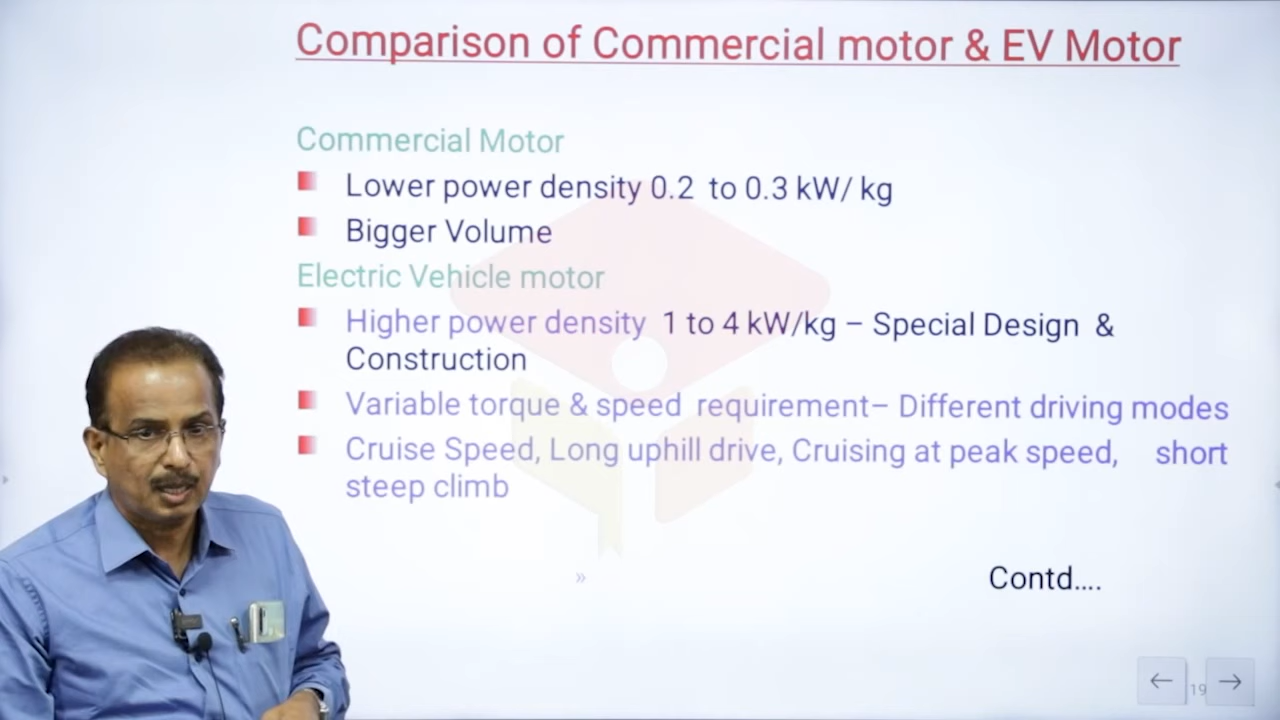 Comparison of Commercial motor & EV Motor
Commercial Motor
Lower power density 0.2 to 0.3 kW/ kg
Bigger Volume
Electric Vehicle motor
Higher power density 1 to 4 kW/kg – Special Design &
Construction
Variable torque & speed requirement– Different driving modes
Cruise Speed, Long uphill drive, Cruising at peak speed, short
steep climb
»
Contd....
19